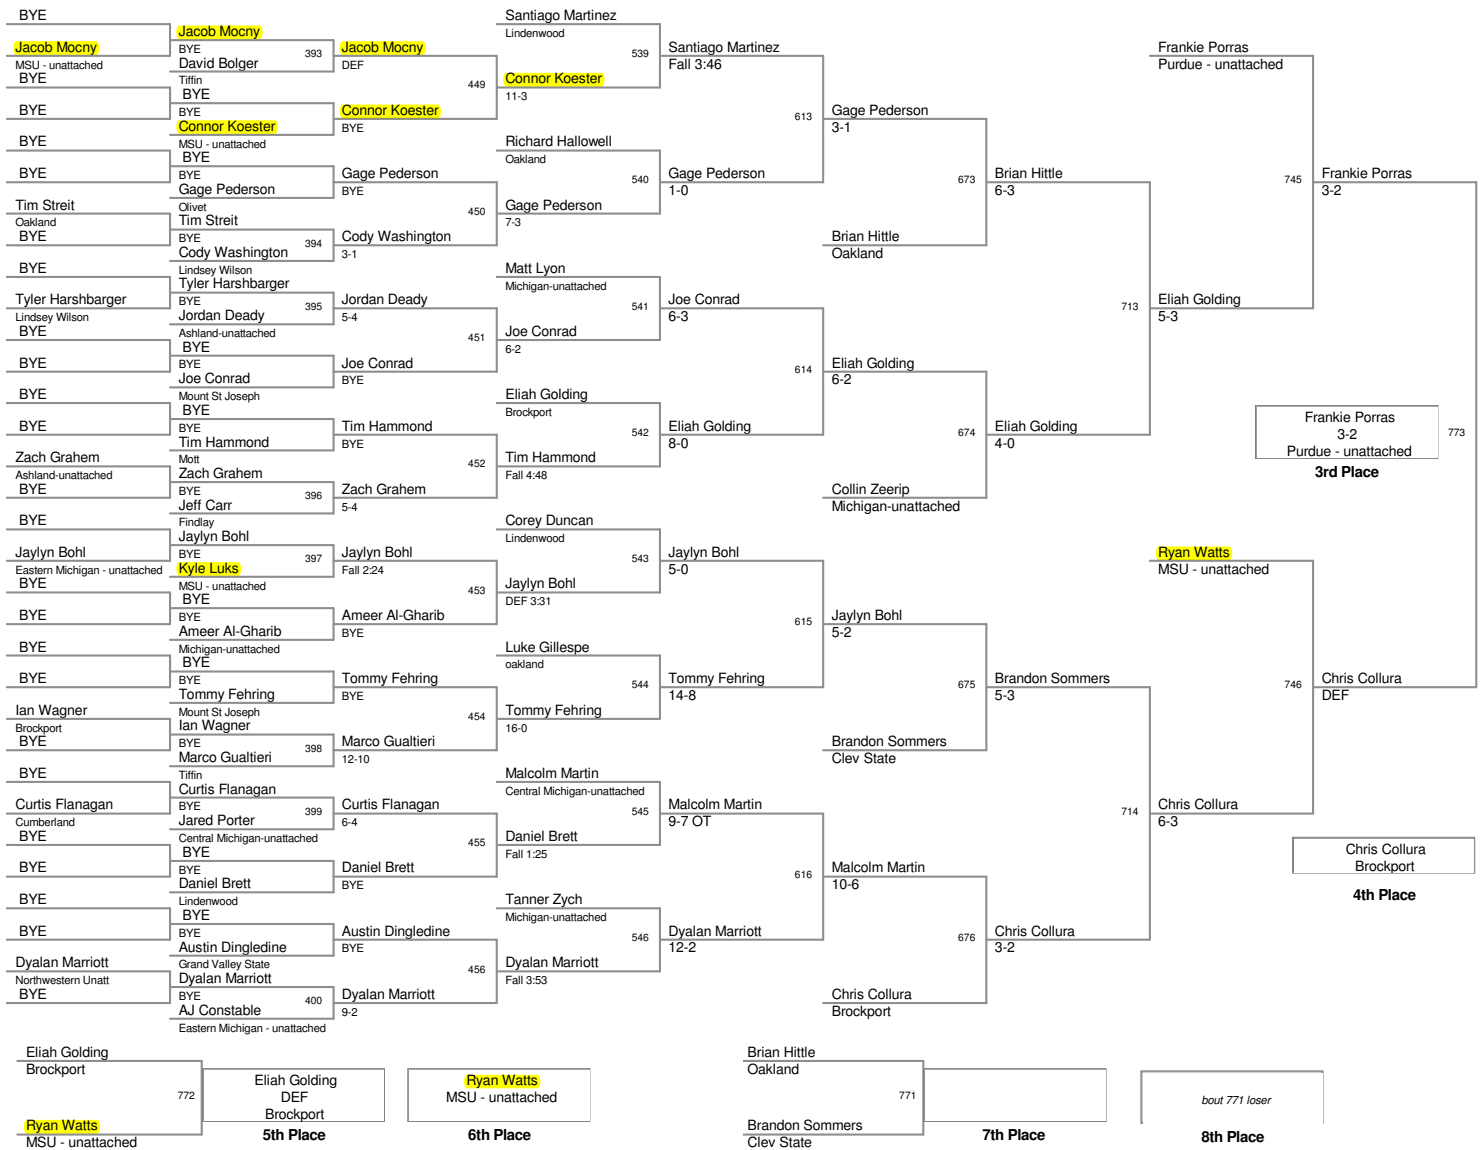 BYE
Jacob Mocny
MSU - unattached
BYE
BYE
BYE
BYE
Tim Streit
Oakland
BYE
BYE
Tyler Harshbarger
Lindsey Wilson
BYE
BYE
BYE
BYE
Zach Grahem
Ashland-unattached
BYE
BYE
Jaylyn Bohl
Eastern Michigan - unattached
BYE
BYE
BYE
BYE
Ian Wagner
Brockport
BYE
BYE
Curtis Flanagan
Cumberland
BYE
BYE
BYE
BYE
Dyalan Marriott
Northwestern Unatt
BYE
Jacob Mocny
BYE
393
David Bolger
Tiffin
BYE
BYE
Connor Koester
MSU - unattached
BYE
BYE
Gage Pederson
Olivet
Tim Streit
BYE
394
Cody Washington
Lindsey Wilson
Tyler Harshbarger
BYE
395
Jordan Deady
Ashland-unattached
BYE
BYE
Joe Conrad
Mount St Joseph
BYE
BYE
Tim Hammond
Mott
Zach Grahem
BYE
396
Jeff Carr
Findlay
Jaylyn Bohl
BYE
397
Kyle Luks
MSU - unattached
BYE
BYE
Ameer Al-Gharib
Michigan-unattached
BYE
BYE
Tommy Fehring
Mount St Joseph
Ian Wagner
BYE
398
Marco Gualtieri
Tiffin
Curtis Flanagan
BYE
399
Jared Porter
Central Michigan-unattached
BYE
BYE
Daniel Brett
Lindenwood
BYE
BYE
Austin Dingledine
Grand Valley State
Dyalan Marriott
BYE
400
AJ Constable
Eastern Michigan - unattached
Jacob Mocny
DEF
449
Connor Koester
BYE
Gage Pederson
BYE
450
Cody Washington
3-1
Jordan Deady
5-4
451
Joe Conrad
BYE
Tim Hammond
BYE
452
Zach Grahem
5-4
Jaylyn Bohl
Fall 2:24
453
Ameer Al-Gharib
BYE
Tommy Fehring
BYE
454
Marco Gualtieri
12-10
Curtis Flanagan
6-4
455
Daniel Brett
BYE
Austin Dingledine
BYE
456
Dyalan Marriott
9-2
Santiago Martinez
Lindenwood
539
Connor Koester
11-3
Richard Hallowell
Oakland
540
Gage Pederson
7-3
Matt Lyon
Michigan-unattached
541
Joe Conrad
6-2
Eliah Golding
Brockport
542
Tim Hammond
Fall 4:48
Corey Duncan
Lindenwood
543
Jaylyn Bohl
DEF 3:31
Luke Gillespe
oakland
544
Tommy Fehring
16-0
Malcolm Martin
Central Michigan-unattached
545
Daniel Brett
Fall 1:25
Tanner Zych
Michigan-unattached
546
Dyalan Marriott
Fall 3:53
Santiago Martinez
Fall 3:46
613
Gage Pederson
1-0
Joe Conrad
6-3
614
Eliah Golding
8-0
Jaylyn Bohl
5-0
615
Tommy Fehring
14-8
Malcolm Martin
9-7 OT
616
Dyalan Marriott
12-2
Gage Pederson
3-1
673
Brian Hittle
Oakland
Eliah Golding
6-2
674
Collin Zeerip
Michigan-unattached
Jaylyn Bohl
5-2
675
Brandon Sommers
Clev State
Malcolm Martin
10-6
676
Chris Collura
Brockport
Brian Hittle
6-3
713
Eliah Golding
4-0
Brandon Sommers
5-3
714
Chris Collura
3-2
Frankie Porras
Purdue - unattached
745
Eliah Golding
5-3
Ryan Watts
MSU - unattached
746
Chris Collura
6-3
Frankie Porras
3-2
Frankie Porras
3-2
Purdue - unattached
773
3rd Place
Chris Collura
DEF
Chris Collura
Brockport
4th Place
Eliah Golding
Brockport
772
Ryan Watts
MSU - unattached
Eliah Golding
DEF
Brockport
5th Place
Ryan Watts
MSU - unattached
6th Place
Brian Hittle
Oakland
771
Brandon Sommers
Clev State
7th Place
bout 771 loser
8th Place